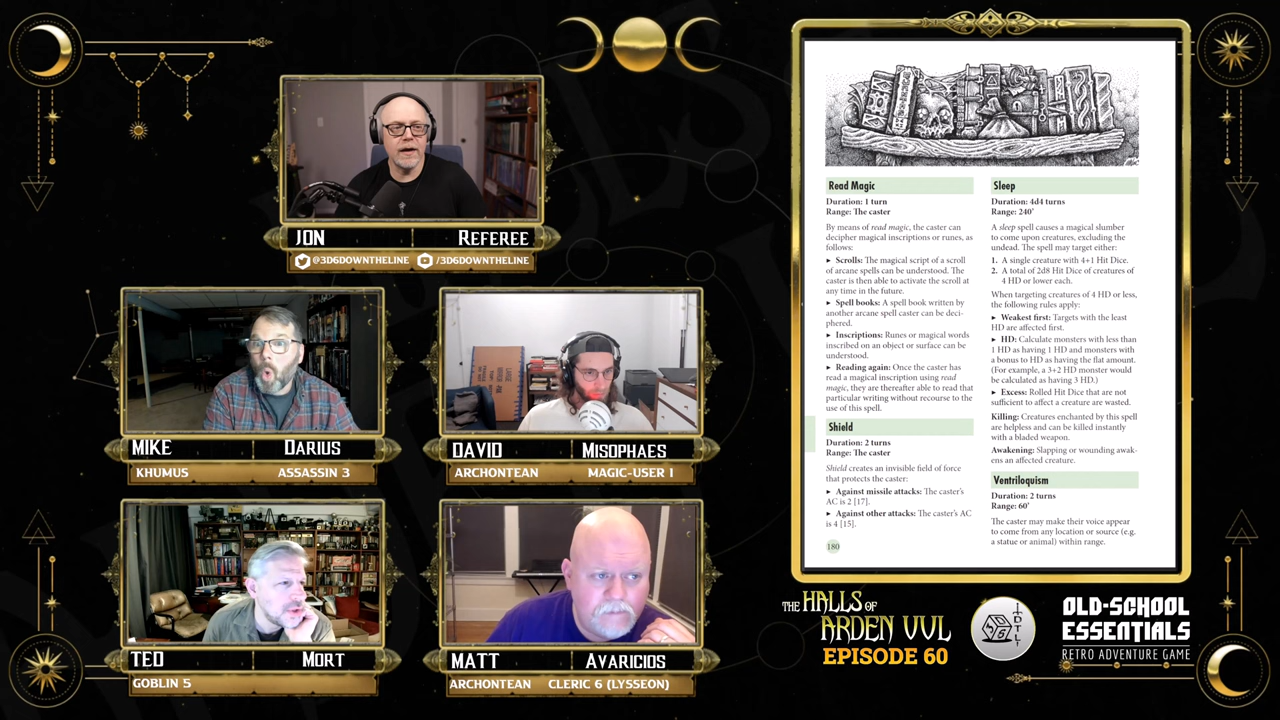 JON
REFEREE
@3D6DOWNTHELINE
/3D6DOWNTHELINE
MIKE
DARIUS
KHUMUS
ASSASSIN 3
DAVID
MISOPHAES
ARCHONTEAN
MAGIC-USER 1
TED
MORT
GOBLIN 5
MATT
AVARICIOS
ARCHONTEAN
CLERIC 6 (LYSSEON)
Read Magic
Duration: 1 turn
Range: The caster
By means of read magic, the caster can
decipher magical inscriptions or runes, as
follows:
► Scrolls: The magical script of a scroll
of arcane spells can be understood. The
caster is then able to activate the scroll at
any time in the future.
► Spell books: A spell book written by
another arcane spell caster can be deci-
phered.
► Inscriptions: Runes or magical words
inscribed on an object or surface can be
understood.
► Reading again: Once the caster has
read a magical inscription using read
magic, they are thereafter able to read that
particular writing without recourse to the
use of this spell.
Shield
Duration: 2 turns
Range: The caster
Shield creates an invisible field of force
that protects the caster:
► Against missile attacks: The caster's
AC is 2 [17].
► Against other attacks: The caster's AC
is 4 [15].
180
Sleep
Duration: 4d4 turns
Range: 240'
A sleep spell causes a magical slumber
to come upon creatures, excluding the
undead. The spell may target either:
1. A single creature with 4+1 Hit Dice.
2. A total of 2d8 Hit Dice of creatures of
4 HD or lower each.
When targeting creatures of 4 HD or less,
the following rules apply:
► Weakest first: Targets with the least
HD are affected first.
► HD: Calculate monsters with less than
1 HD as having 1 HD and monsters with
a bonus to HD as having the flat amount.
(For example, a 3+2 HD monster would
be calculated as having 3 HD.)
► Excess: Rolled Hit Dice that are not
sufficient to affect a creature are wasted.
Killing: Creatures enchanted by this spell
are helpless and can be killed instantly
with a bladed weapon.
Awakening: Slapping or wounding awak-
ens an affected creature.
Ventriloquism
Duration: 2 turns
Range: 60'
The caster may make their voice appear
to come from any location or source (e.g.
a statue or animal) within range.
THE HALLS OF
ARDEN VUL
EPISODE 60
3D6
DTLT
OLD-SCHOOL
ESSENTIALS
RETRO ADVENTURE GAME